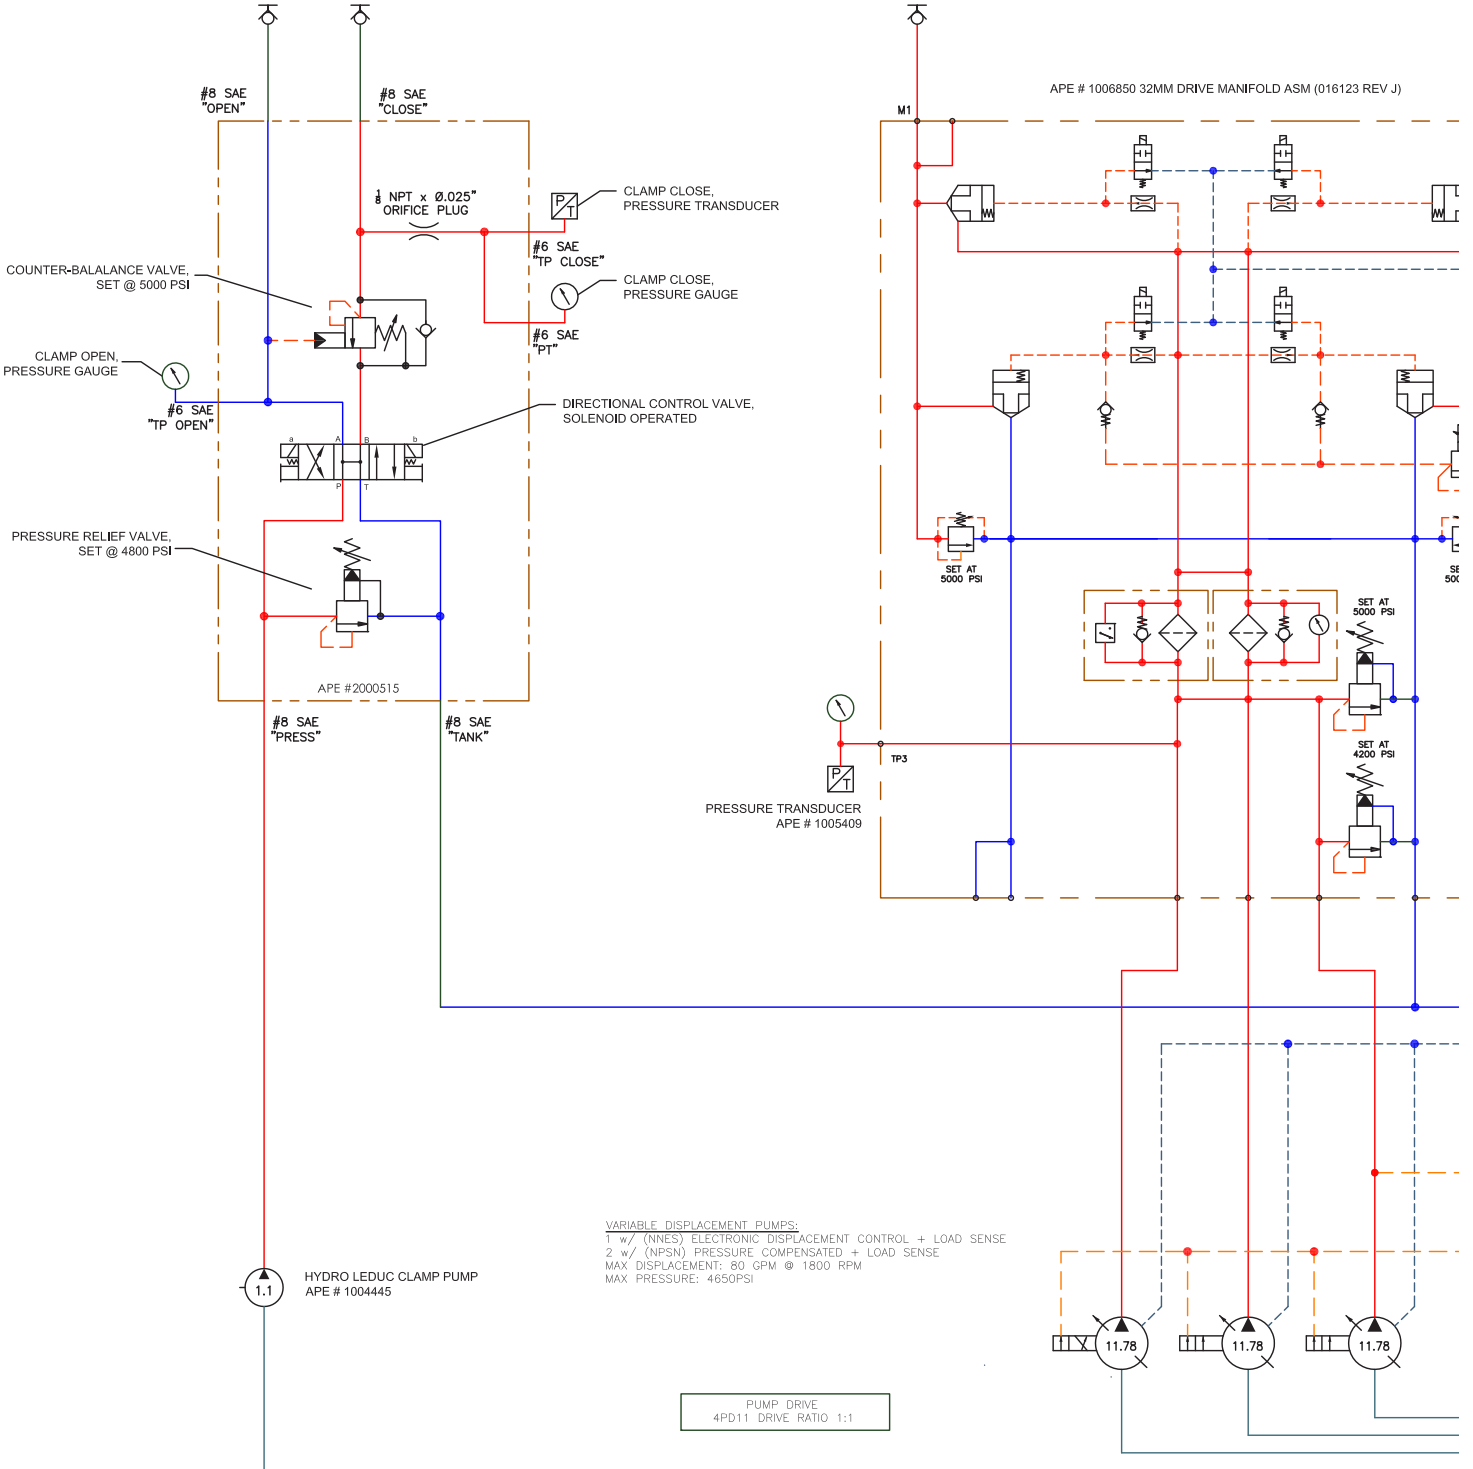 #8 SAE
"OPEN"
#8 SAE
"CLOSE"
1/8 NPT x Ø.025"
ORIFICE PLUG
P/T
CLAMP CLOSE,
PRESSURE TRANSDUCER
#6 SAE
"TP CLOSE"
COUNTER-BALALANCE VALVE,
SET @ 5000 PSI
CLAMP CLOSE,
PRESSURE GAUGE
#6 SAE
"PT"
CLAMP OPEN,
PRESSURE GAUGE
#6 SAE
"TP OPEN"
DIRECTIONAL CONTROL VALVE,
SOLENOID OPERATED
a A B b
P T
PRESSURE RELIEF VALVE,
SET @ 4800 PSI
APE #2000515
#8 SAE
"PRESS"
#8 SAE
"TANK"
HYDRO LEDUC CLAMP PUMP
APE # 1004445
1.1
APE # 1006850 32MM DRIVE MANIFOLD ASM (016123 REV J)
M1
SET AT
5000 PSI
SET AT
5000 PSI
SET AT
4200 PSI
TP3
P/T
PRESSURE TRANSDUCER
APE # 1005409
VARIABLE DISPLACEMENT PUMPS:
1 w/ (NNES) ELECTRONIC DISPLACEMENT CONTROL + LOAD SENSE
2 w/ (NPSN) PRESSURE COMPENSATED + LOAD SENSE
MAX DISPLACEMENT: 80 GPM @ 1800 RPM
MAX PRESSURE: 4650PSI
11.78
11.78
11.78
PUMP DRIVE
4PD11 DRIVE RATIO 1:1